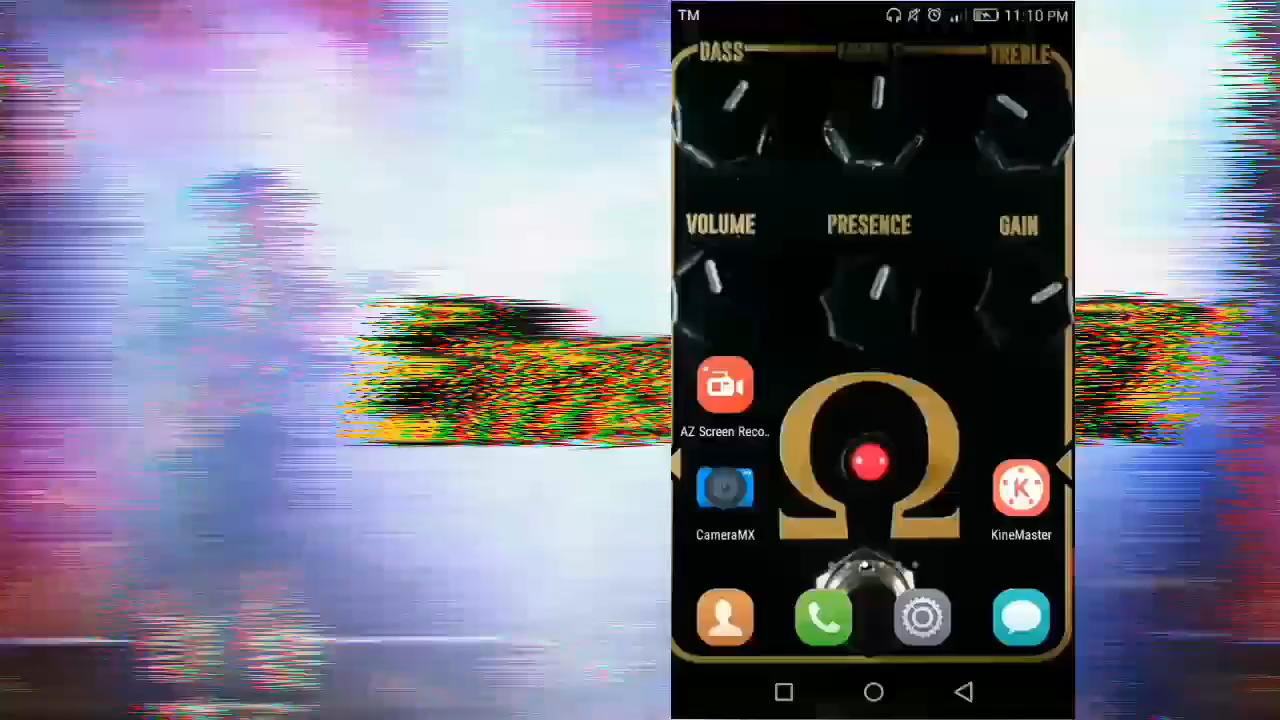 TM 11:10 PM
BASS TREBLE
VOLUME PRESENCE GAIN
AZ Screen Reco..
CameraMX KineMaster